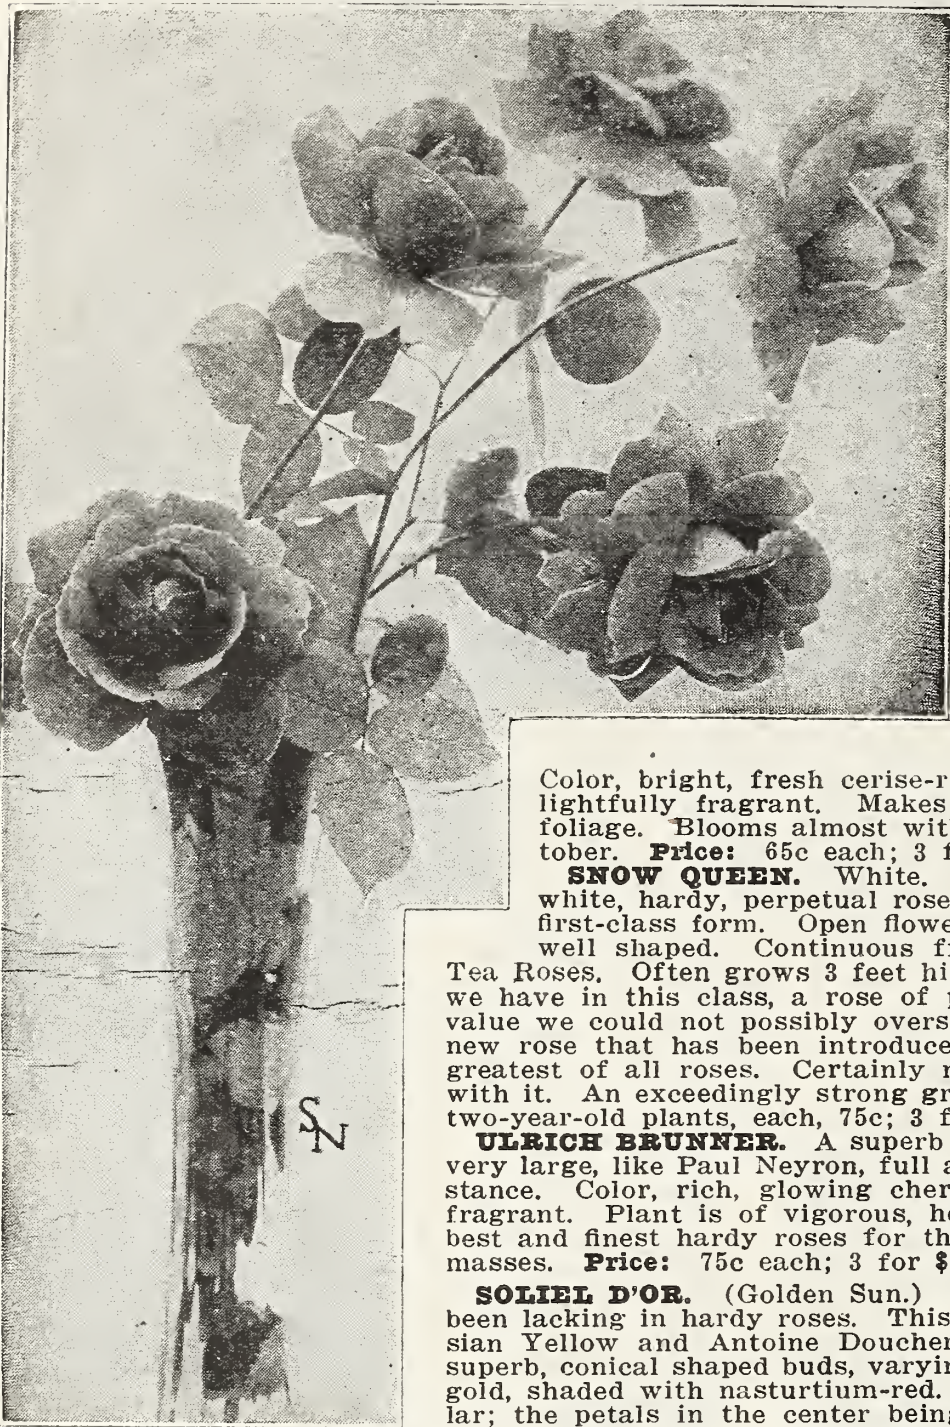 SN
Color, bright, fresh cerise-r
lightfully fragrant. Makes
foliage. Blooms almost wit
tober. Price: 65c each; 3 f
SNOW QUEEN. White.
white, hardy, perpetual rose
first-class form. Open flowe
well shaped. Continuous fr
Tea Roses. Often grows 3 feet hi
we have in this class, a rose of
value we could not possibly overs
new rose that has been introduce
greatest of all roses. Certainly
with it. An exceedingly strong gr
two-year-old plants, each, 75c; 3 f
ULRICH BRUNNER. A superb
very large, like Paul Neyron, full a
stance. Color, rich, glowing cher
fragrant. Plant is of vigorous, he
best and finest hardy roses for th
masses. Price: 75c each; 3 for $
SOLIEL D'OR. (Golden Sun.)
been lacking in hardy roses. This
sian Yellow and Antoine Doucher
superb, conical shaped buds, varyin
gold, shaded with nasturtium-red.
lar; the petals in the center bein